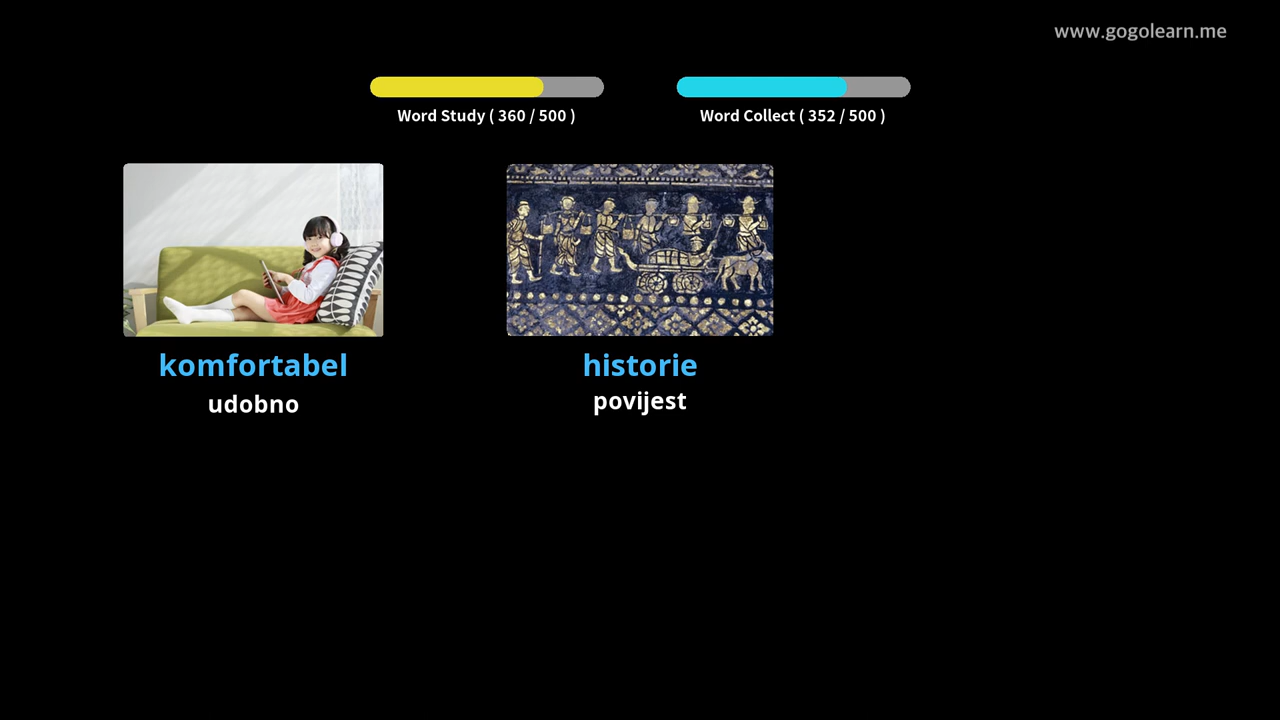 www.gogolearn.me
Word Study ( 360 / 500 )
Word Collect ( 352 / 500 )
komfortabel
udobno
historie
povijest